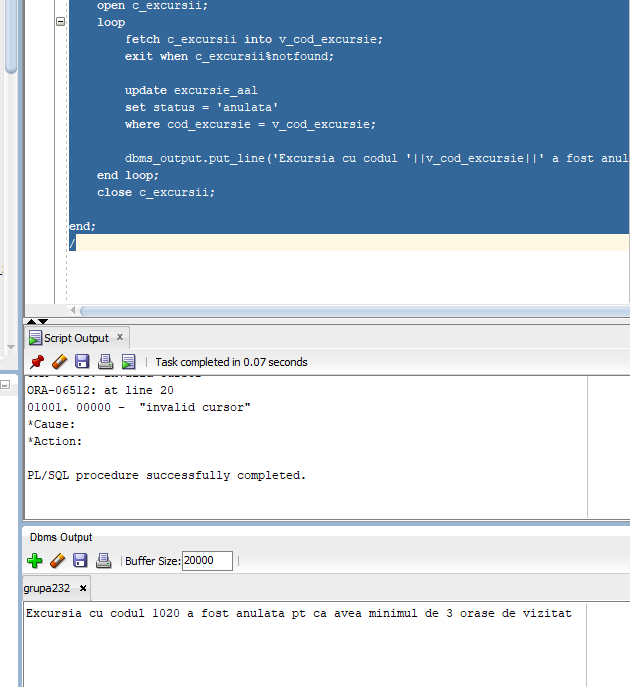 open c_excursii;
loop
fetch c_excursii into v_cod_excursie;
exit when c_excursii%notfound;
update excursie_aal
set status = 'anulata'
where cod_excursie = v_cod_excursie;
dbms_output.put_line('Excursia cu codul '||v_cod_excursie||' a fost anul
end loop;
close c_excursii;
end;
/
Script Output x
Task completed in 0.07 seconds
ORA-06512: at line 20
01001. 00000 - "invalid cursor"
*Cause:
*Action:
PL/SQL procedure successfully completed.
Dbms Output
Buffer Size: 20000
grupa232 x
Excursia cu codul 1020 a fost anulata pt ca avea minimul de 3 orase de vizitat